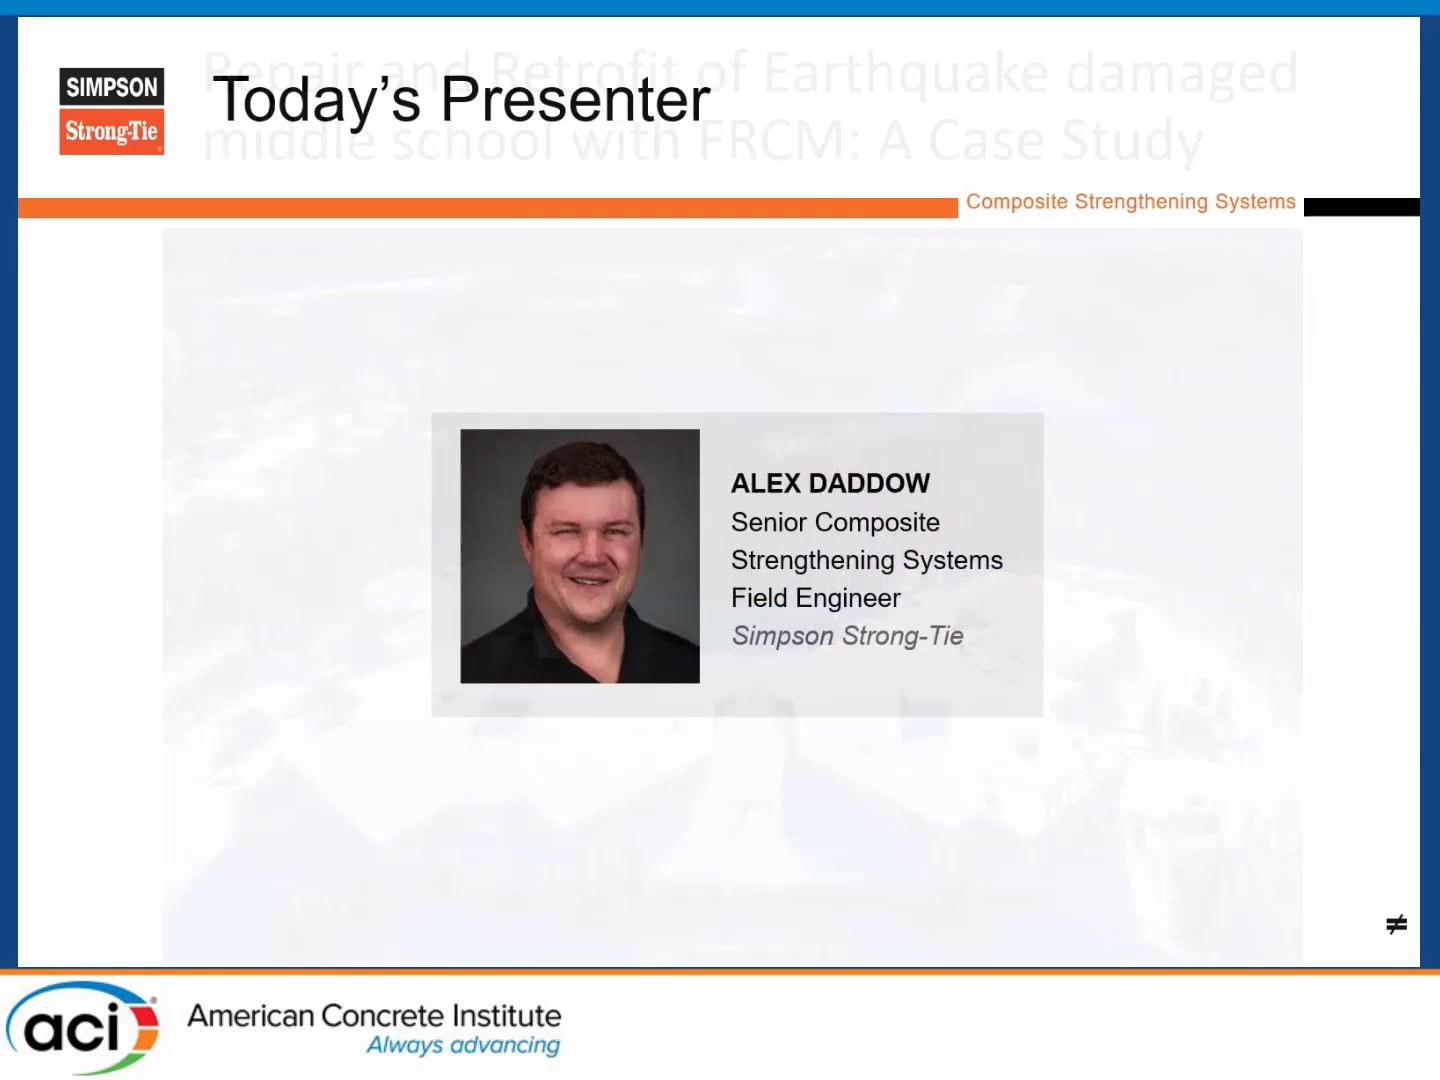 Repair and Retrofit of Earthquake damaged
middle school with FRCM: A Case Study
SIMPSON
Strong-Tie
Today's Presenter
Composite Strengthening Systems
ALEX DADDOW
Senior Composite
Strengthening Systems
Field Engineer
Simpson Strong-Tie
≠
aci
American Concrete Institute
Always advancing